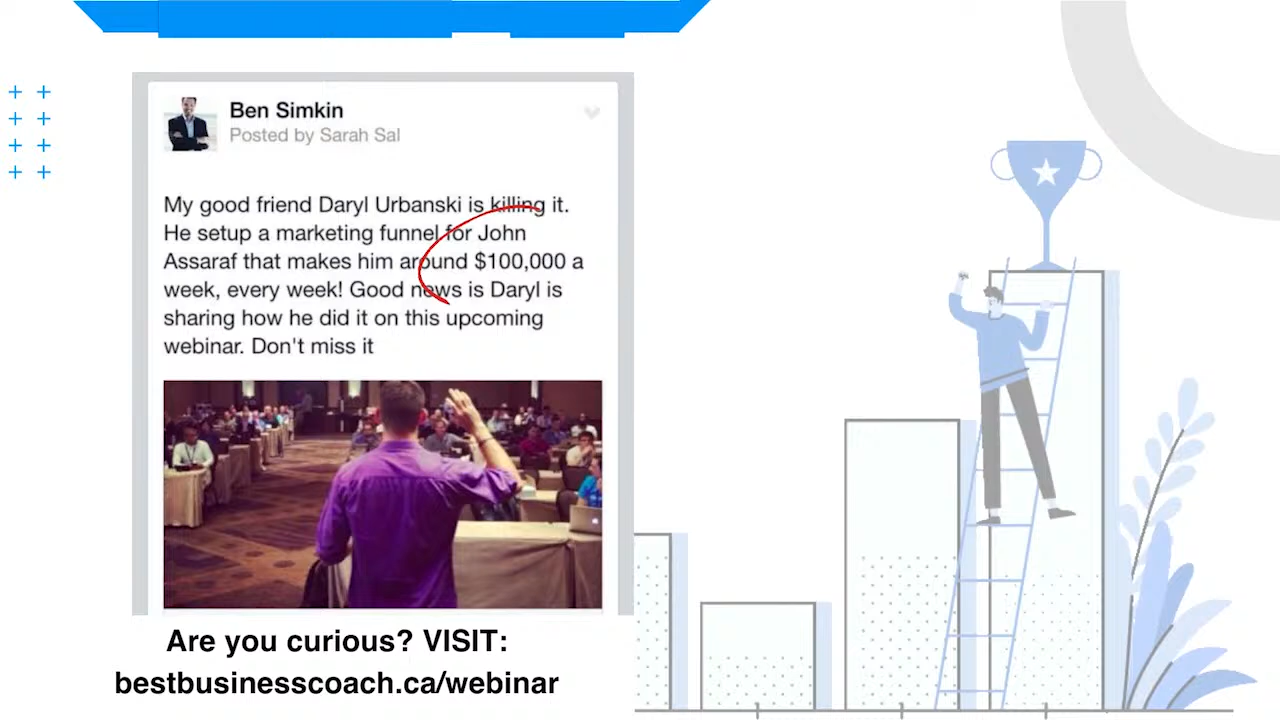 Ben Simkin
Posted by Sarah Sal
My good friend Daryl Urbanski is killing it.
He setup a marketing funnel for John
Assaraf that makes him around $100,000 a
week, every week! Good news is Daryl is
sharing how he did it on this upcoming
webinar. Don't miss it
Are you curious? VISIT:
bestbusinesscoach.ca/webinar